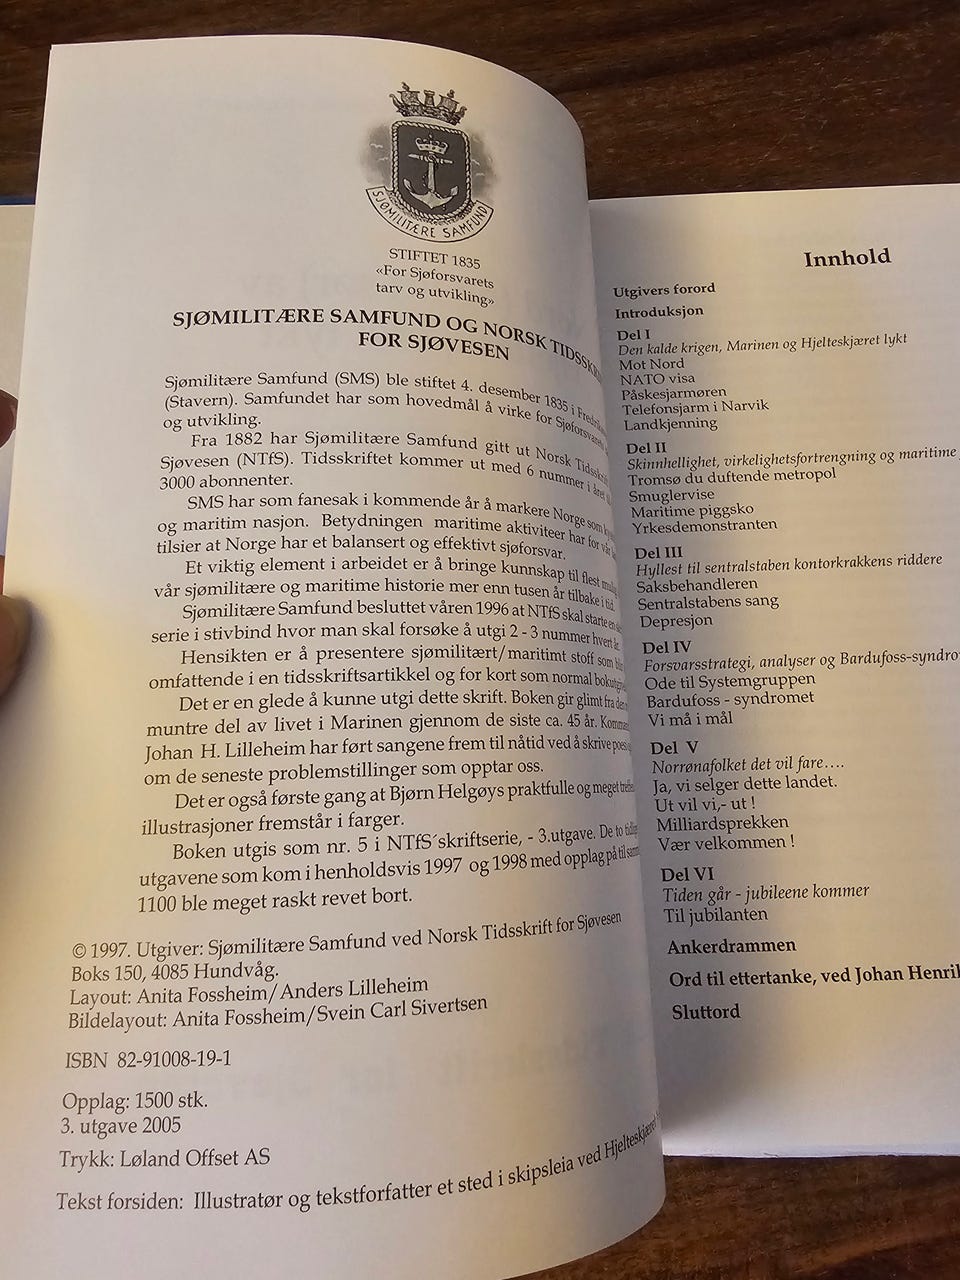 SJØMILITÆRE SAMFUND
STIFTET 1835
«For Sjøforsvarets
tarv og utvikling»
SJØMILITÆRE SAMFUND OG NORSK
FOR SJØVESEN
Sjømilitære Samfund (SMS) ble stiftet 4. desember 1835 i
(Stavern). Samfundet har som hovedmål å virke for Sjøforsvarets
og utvikling.
Fra 1882 har Sjømilitære Samfund gitt ut Norsk
Sjøvesen (NTfS). Tidsskriftet kommer ut med 6 nummer i året
3000 abonnenter.
SMS har som fanesak i kommende år å markere Norge som
og maritim nasjon. Betydningen maritime aktiviteer har for vår
tilsier at Norge har et balansert og effektivt sjøforsvar.
Et viktig element i arbeidet er å bringe kunnskap til flest
vår sjømilitære og maritime historie mer enn tusen år tilbake i tid.
Sjømilitære Samfund besluttet våren 1996 at NTfS skal starte
serie i stivbind hvor man skal forsøke å utgi 2 - 3 nummer hvert år.
Hensikten er å presentere sjømilitært/maritimt stoff som
omfattende i en tidsskriftsartikkel og for kort som normal
Det er en glede å kunne utgi dette skrift. Boken gir glimt fra
muntre del av livet i Marinen gjennom de siste ca. 45 år.
Johan H. Lilleheim har ført sangene frem til nåtid ved å skrive
om de seneste problemstillinger som opptar oss.
Det er også første gang at Bjørn Helgøys praktfulle og meget
illustrasjoner fremstår i farger.
Boken utgis som nr. 5 i NTfS´skriftserie, - 3.utgave. De to
utgavene som kom i henholdsvis 1997 og 1998 med opplag på
1100 ble meget raskt revet bort.
© 1997. Utgiver: Sjømilitære Samfund ved Norsk Tidsskrift for Sjøvesen
Boks 150, 4085 Hundvåg.
Layout: Anita Fossheim/Anders Lilleheim
Bildelayout: Anita Fossheim/Svein Carl Sivertsen
ISBN 82-91008-19-1
Opplag: 1500 stk.
3. utgave 2005
Trykk: Løland Offset AS
Tekst forsiden: Illustratør og tekstforfatter et sted i skipsleia ved Hjelteskjæret
Innhold
Utgivers forord
Introduksjon
Del I
Den kalde krigen, Marinen og Hjelteskjæret lykt
Mot Nord
NATO visa
Påskesjarmøren
Telefonsjarm i Narvik
Landkjenning
Del II
Skinnhellighet, virkelighetsfortrengning og maritime
Tromsø du duftende metropol
Smuglervise
Maritime piggsko
Yrkesdemonstranten
Del III
Hyllest til sentralstaben kontorkrakkens riddere
Saksbehandleren
Sentralstabens sang
Depresjon
Del IV
Forsvarsstrategi, analyser og Bardufoss-syndro
Ode til Systemgruppen
Bardufoss - syndromet
Vi må i mål
Del V
Norrønafolket det vil fare....
Ja, vi selger dette landet.
Ut vil vi,- ut !
Milliardsprekken
Vær velkommen !
Del VI
Tiden går - jubileene kommer
Til jubilanten
Ankerdrammen
Ord til ettertanke, ved Johan Henrik
Sluttord